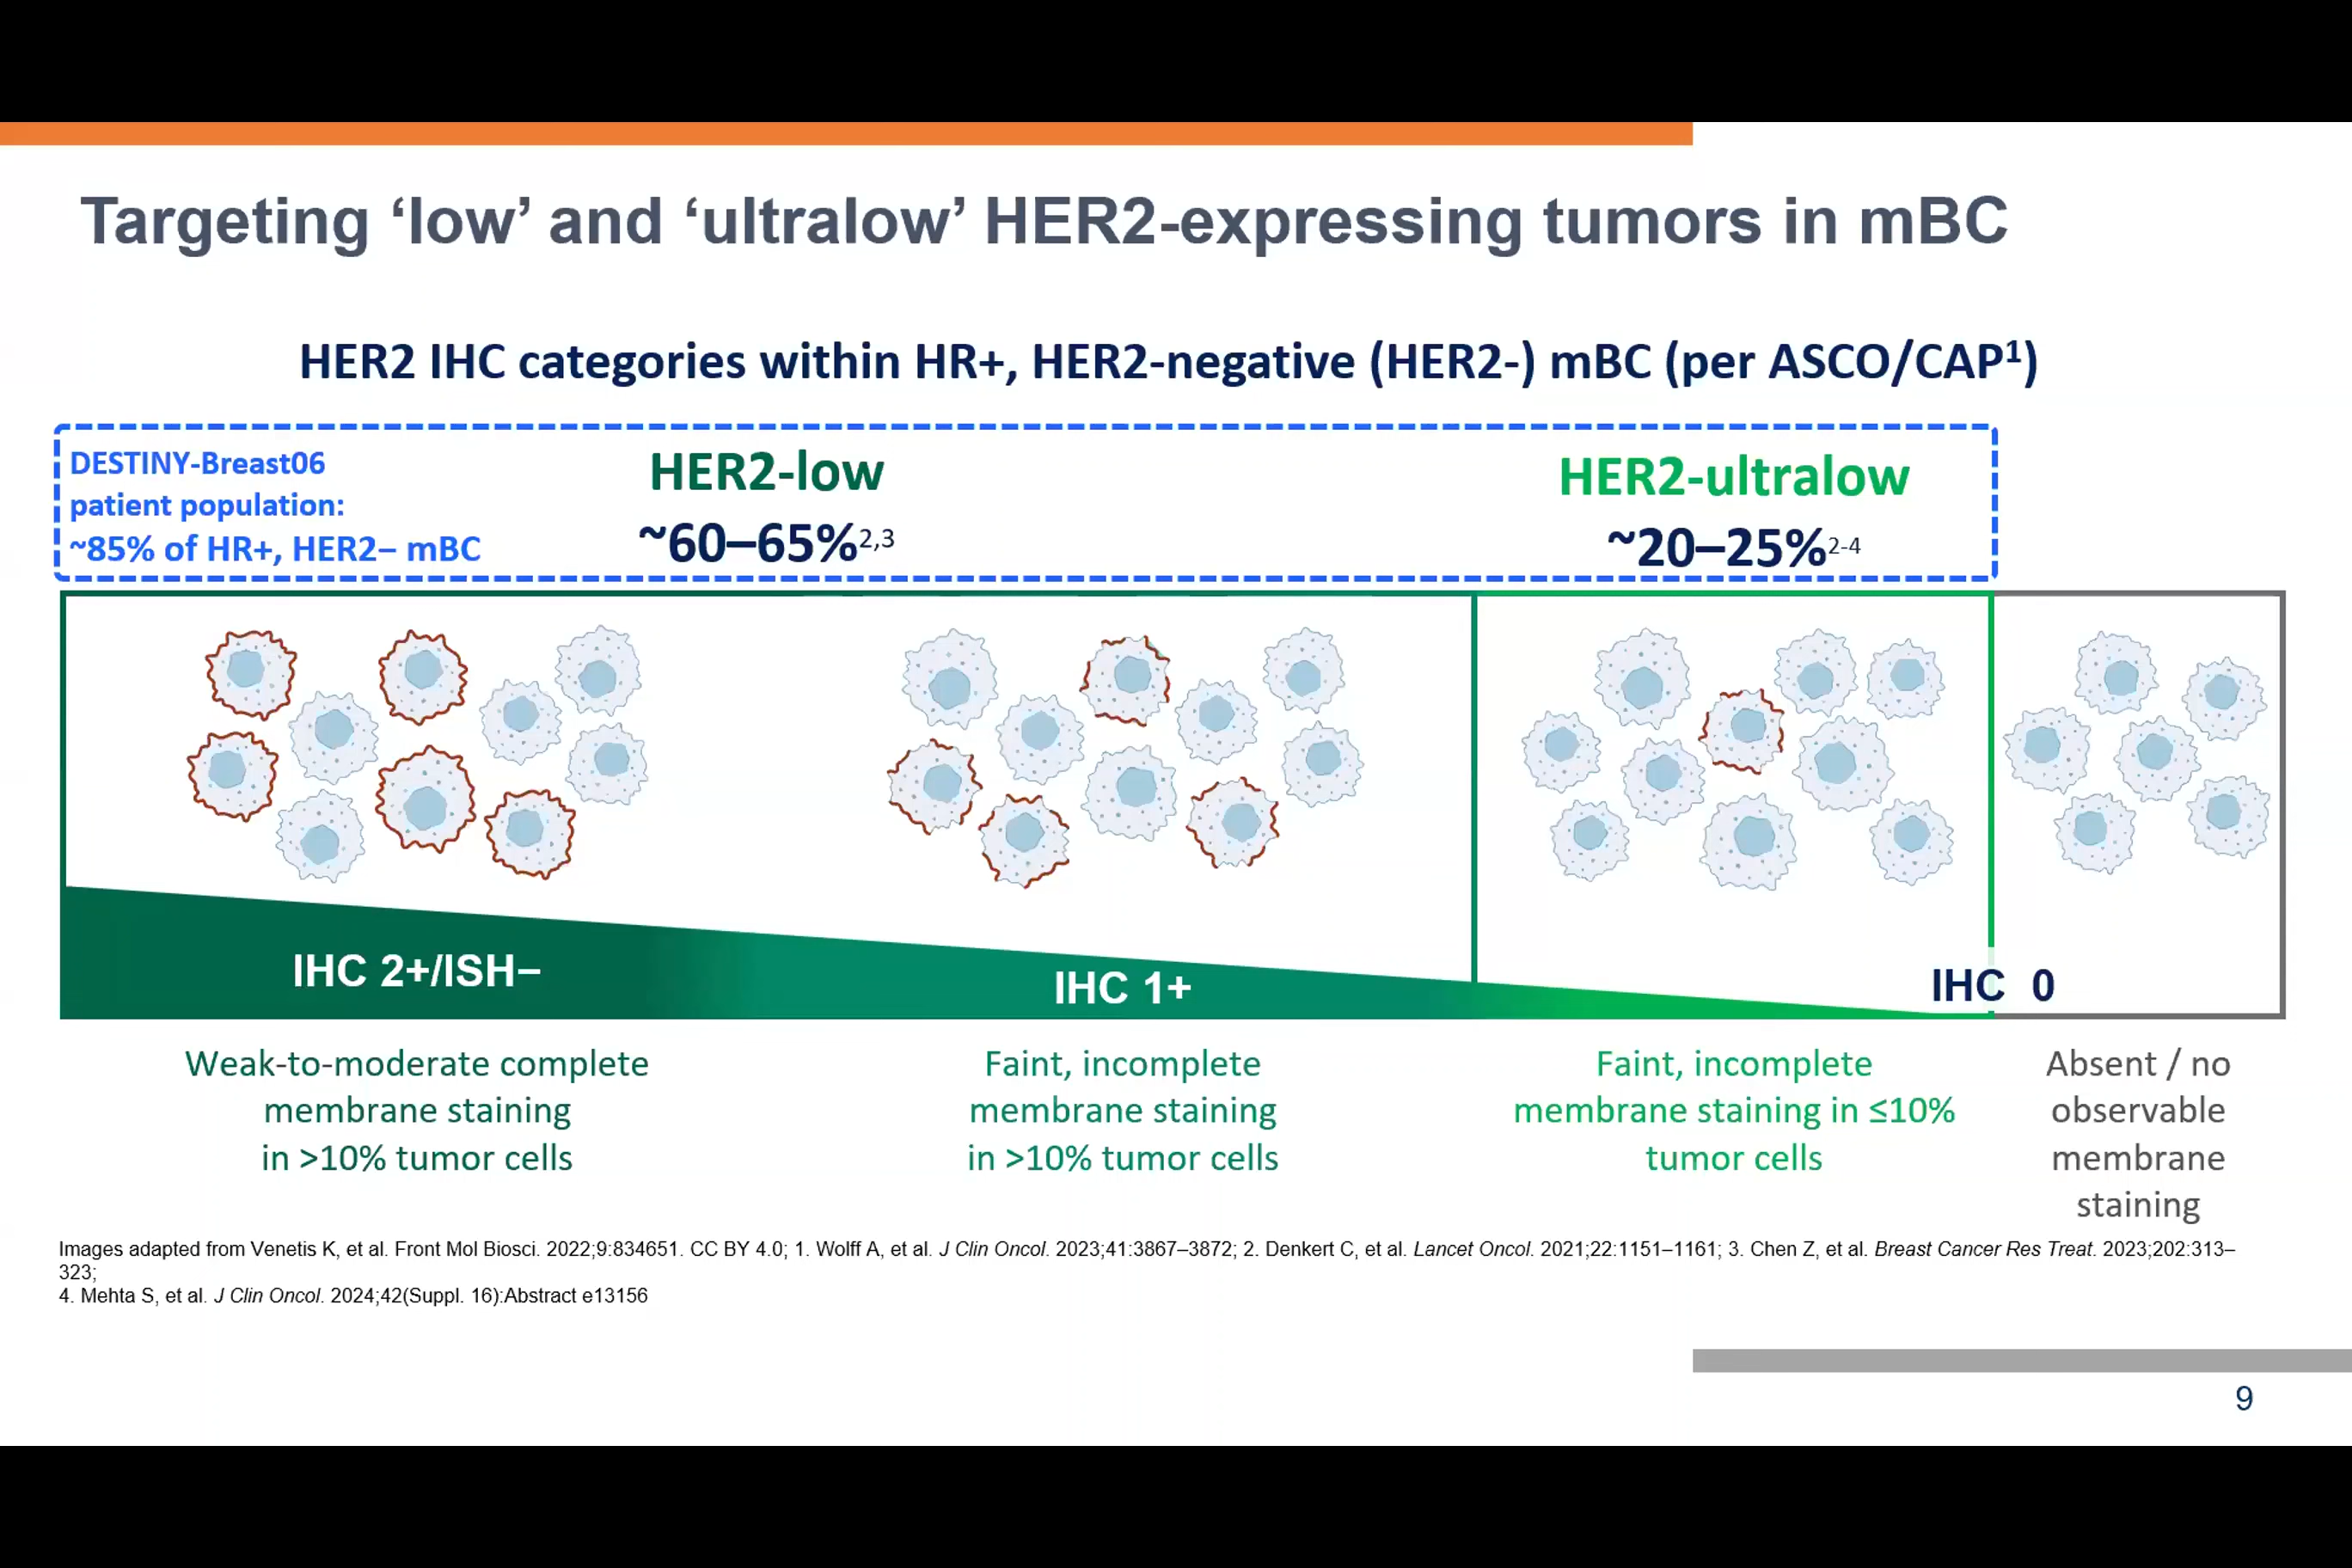 Targeting ‘low’ and ‘ultralow’ HER2-expressing tumors in mBC
HER2 IHC categories within HR+, HER2-negative (HER2-) mBC (per ASCO/CAP¹)
DESTINY-Breast06
patient population:
~85% of HR+, HER2– mBC
HER2-low
~60–65%2,3
HER2-ultralow
~20–25%2-4
IHC 2+/ISH–
IHC 1+
IHC 0
Weak-to-moderate complete
membrane staining
in >10% tumor cells
Faint, incomplete
membrane staining
in >10% tumor cells
Faint, incomplete
membrane staining in ≤10%
tumor cells
Absent / no
observable
membrane
staining
Images adapted from Venetis K, et al. Front Mol Biosci. 2022;9:834651. CC BY 4.0; 1. Wolff A, et al. J Clin Oncol. 2023;41:3867–3872; 2. Denkert C, et al. Lancet Oncol. 2021;22:1151–1161; 3. Chen Z, et al. Breast Cancer Res Treat. 2023;202:313–
323;
4. Mehta S, et al. J Clin Oncol. 2024;42(Suppl. 16):Abstract e13156
9